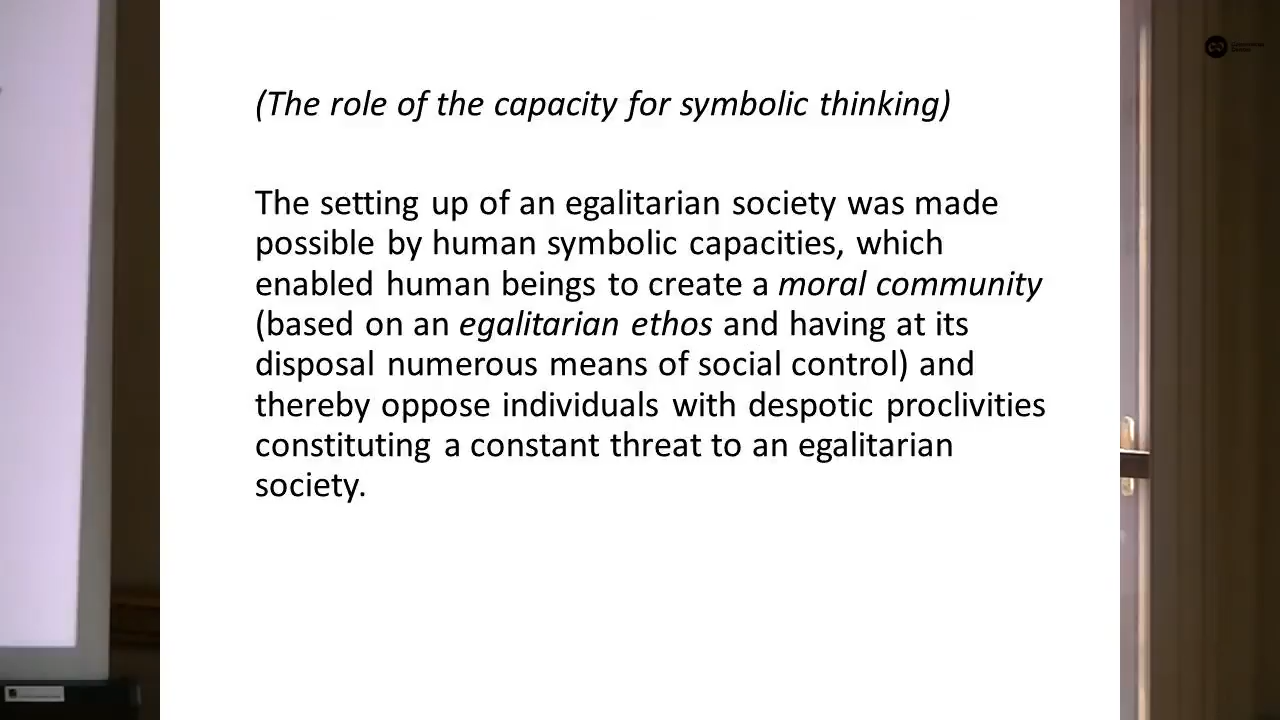 (The role of the capacity for symbolic thinking)
The setting up of an egalitarian society was made
possible by human symbolic capacities, which
enabled human beings to create a moral community
(based on an egalitarian ethos and having at its
disposal numerous means of social control) and
thereby oppose individuals with despotic proclivities
constituting a constant threat to an egalitarian
society.